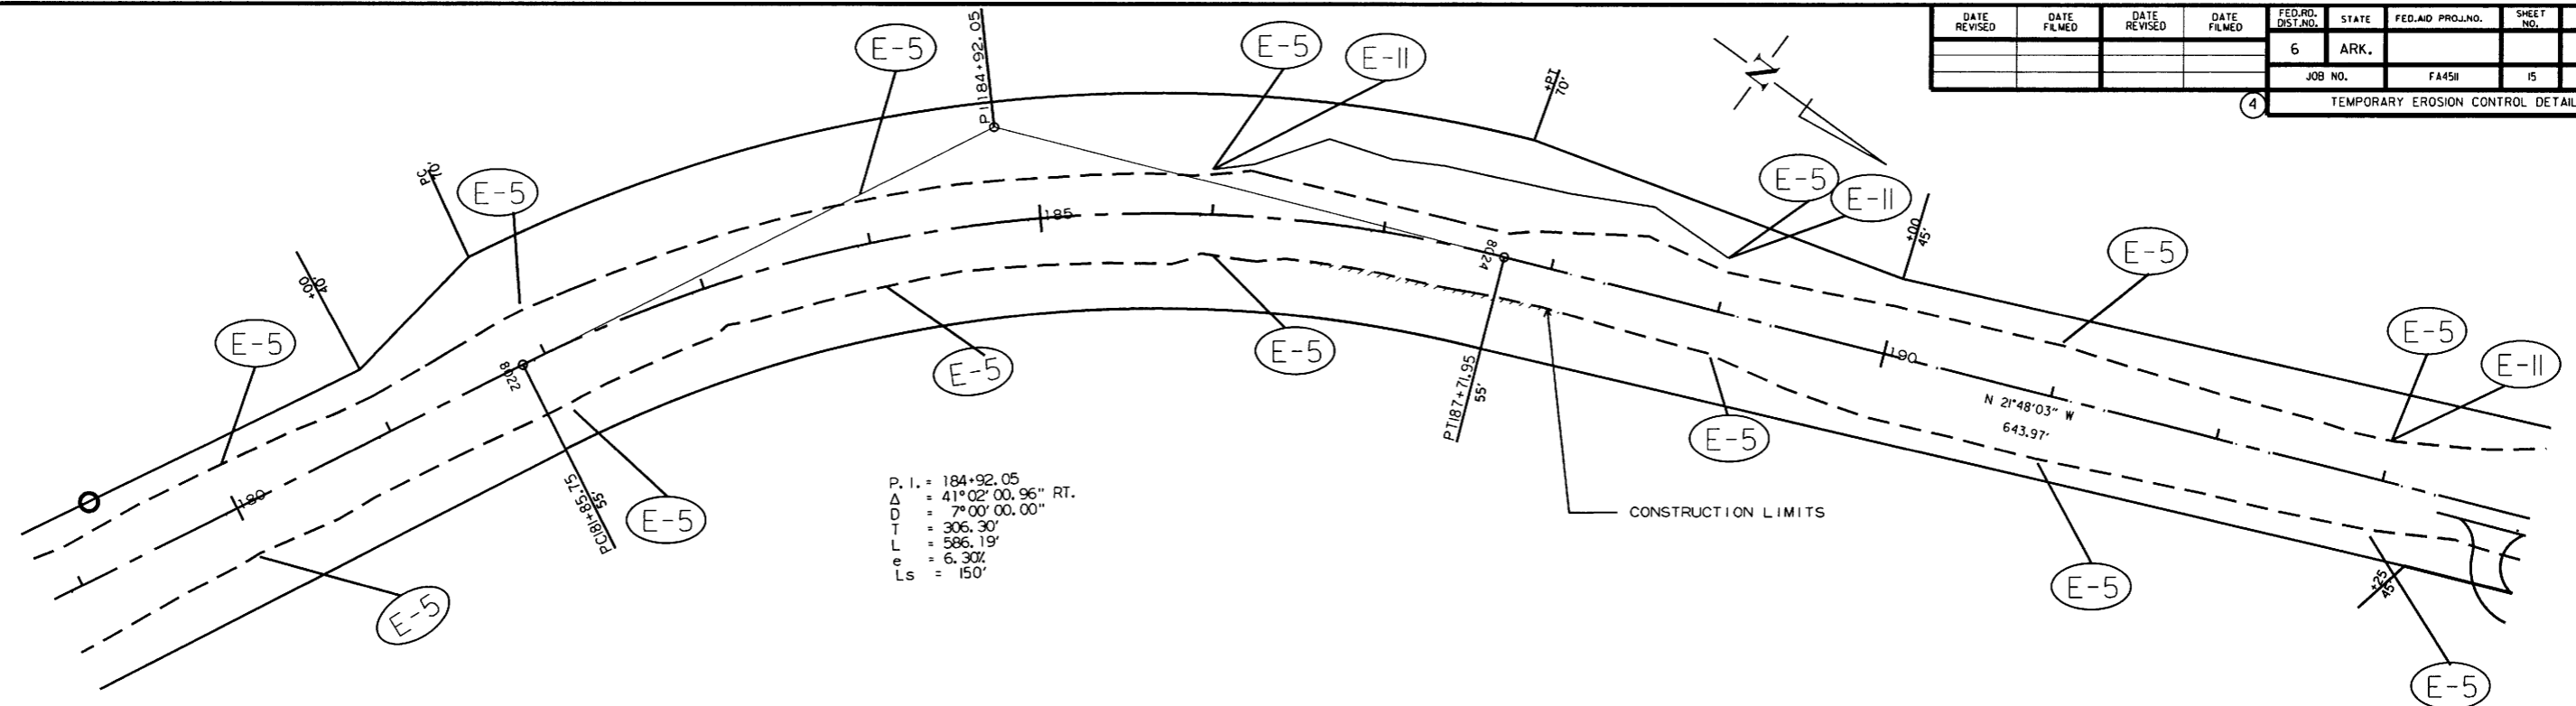 DATE REVISED
DATE FILMED
DATE REVISED
DATE FILMED
FED.RD. DIST.NO.
STATE
FED.AID PROJ.NO.
SHEET NO.
6
ARK.
JOB NO.
FA4511
15
4
TEMPORARY EROSION CONTROL DETAIL
E-5
PI 184+92.05
E-5
E-11
+PT
70'
PC
70'
E-5
E-5
E-11
+00
45'
E-5
+00
40'
E-5
185
8024
E-5
E-11
8022
E-5
E-5
190
PT187+71.95
55'
N 21°48'03" W
643.97'
E-5
180
PC181+85.75
55'
E-5
P.I. = 184+92.05
Δ = 41°02'00.96" RT.
D = 7°00'00.00"
T = 306.30'
L = 586.19'
e = 6.30%
Ls = 150'
CONSTRUCTION LIMITS
E-5
E-5
+25
45'
E-5